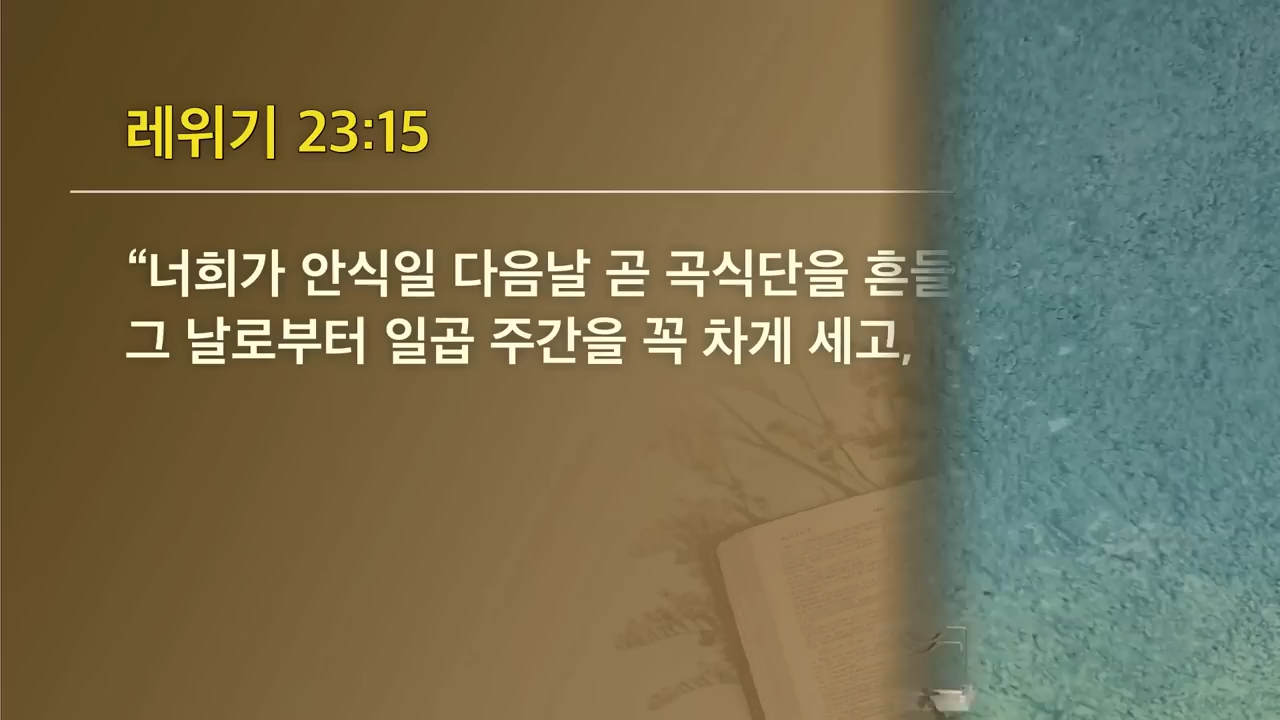 레위기 23:15
“너희가 안식일 다음날 곧 곡식단을 흔들
그 날로부터 일곱 주간을 꼭 차게 세고,